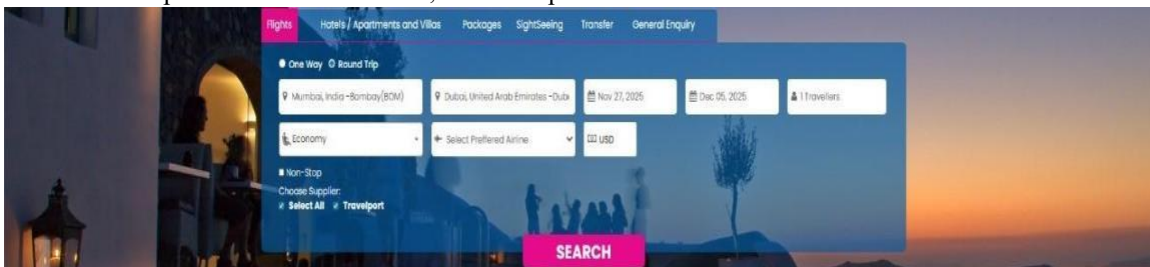 Flights Hotels / Apartments and Villas Packages SightSeeing Transfer General Enquiry
One Way Round Trip
Mumbai, India -Bombay(BOM) Dubai, United Arab Emirates -Dub Nov 27, 2025 Dec 05, 2025 1 Travellers
Economy Select Preffered Airline USD
Non-Stop
Choose Supplier:
Select All Travelport
SEARCH